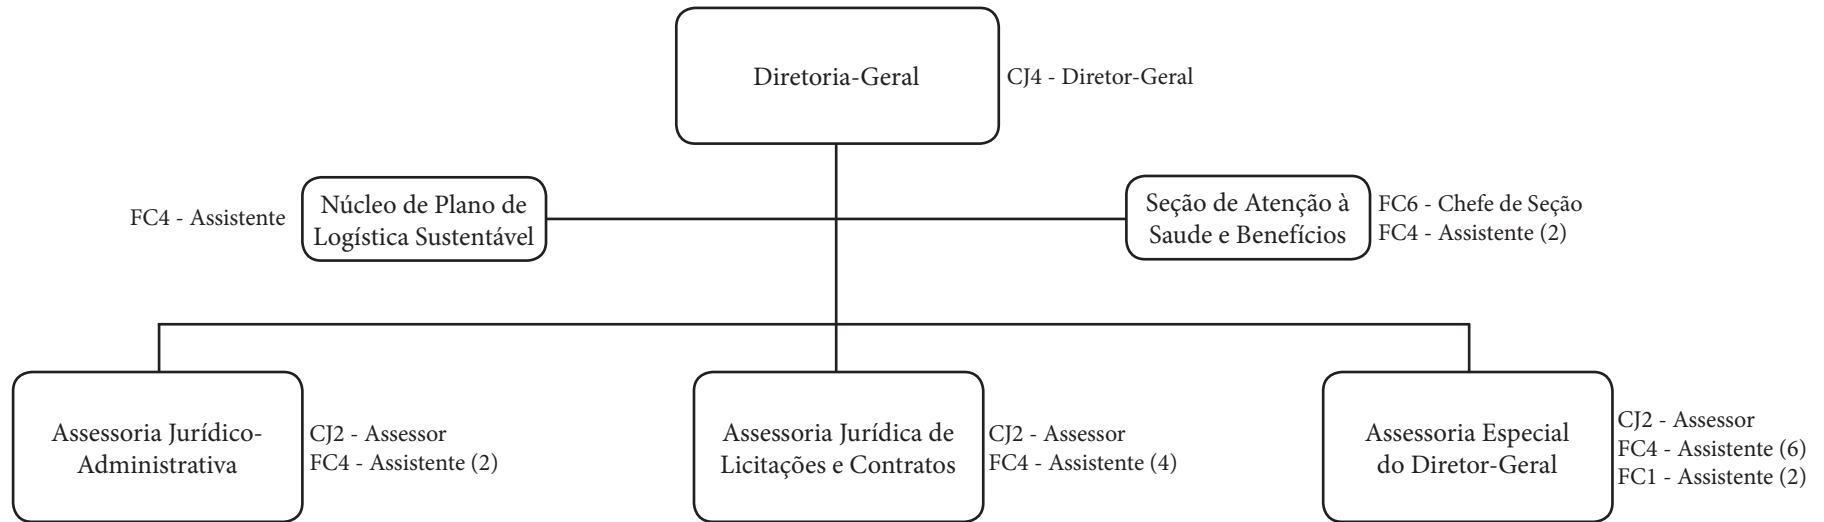 Diretoria-Geral
CJ4 - Diretor-Geral
FC4 - Assistente
Núcleo de Plano de
Logística Sustentável
Seção de Atenção à
Saude e Benefícios
FC6 - Chefe de Seção
FC4 - Assistente (2)
Assessoria Jurídico-
Administrativa
CJ2 - Assessor
FC4 - Assistente (2)
Assessoria Jurídica de
Licitações e Contratos
CJ2 - Assessor
FC4 - Assistente (4)
Assessoria Especial
do Diretor-Geral
CJ2 - Assessor
FC4 - Assistente (6)
FC1 - Assistente (2)